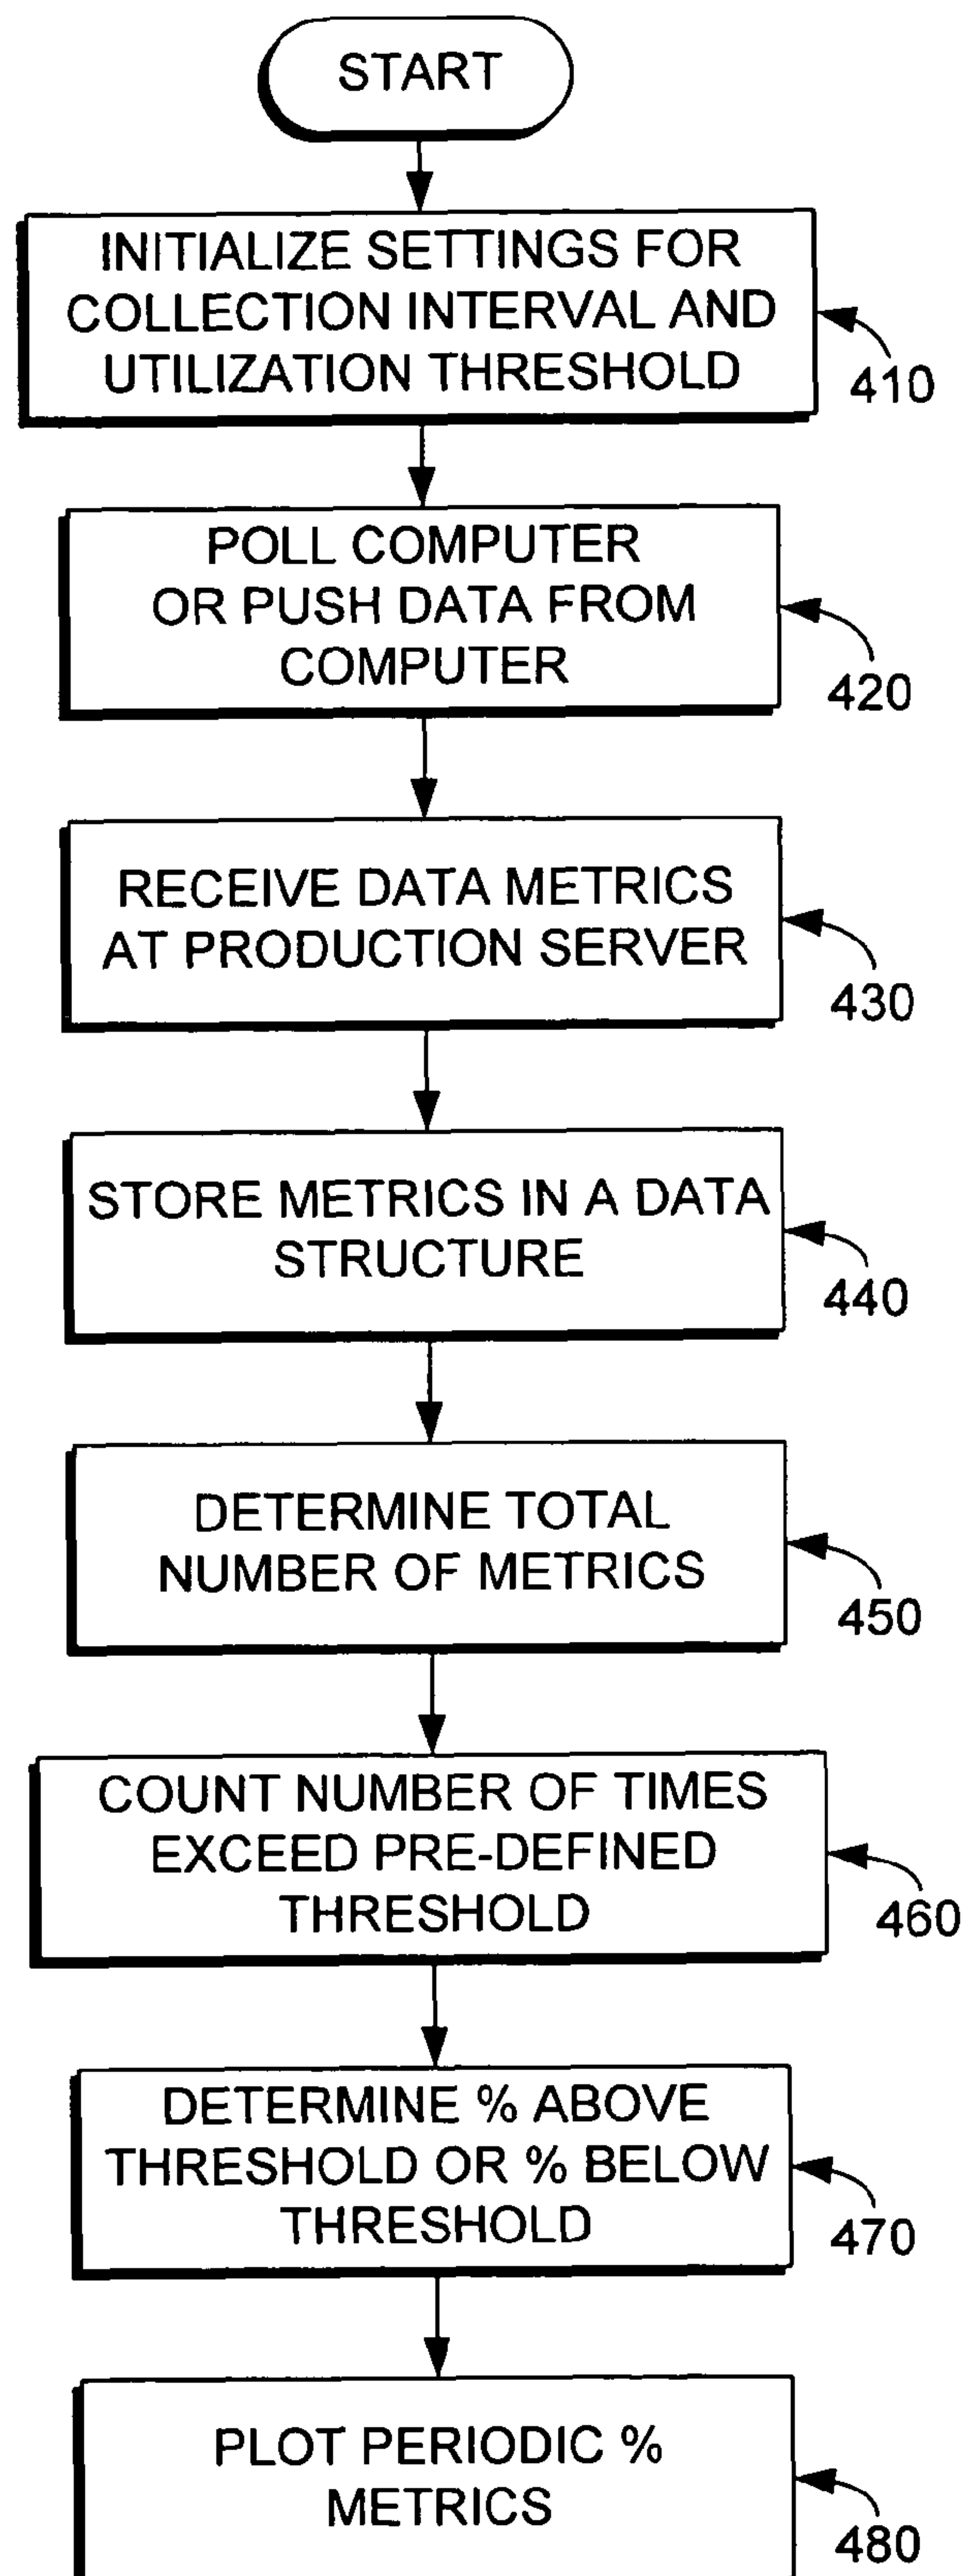 START
INITIALIZE SETTINGS FOR
COLLECTION INTERVAL AND
UTILIZATION THRESHOLD
410
POLL COMPUTER
OR PUSH DATA FROM
COMPUTER
420
RECEIVE DATA METRICS
AT PRODUCTION SERVER
430
STORE METRICS IN A DATA
STRUCTURE
440
DETERMINE TOTAL
NUMBER OF METRICS
450
COUNT NUMBER OF TIMES
EXCEED PRE-DEFINED
THRESHOLD
460
DETERMINE % ABOVE
THRESHOLD OR % BELOW
THRESHOLD
470
PLOT PERIODIC %
METRICS
480